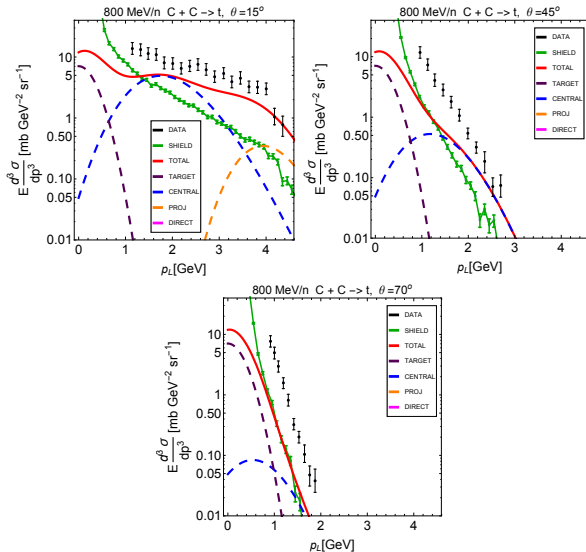 800 MeV/n C + C -> t, θ=15°
E d³σ/dp³ [mb GeV⁻² sr⁻¹]
10
5
1
0.50
0.10
0.05
0.01
DATA
SHIELD
TOTAL
TARGET
CENTRAL
PROJ
DIRECT
0 1 2 3 4
p_L[GeV]
800 MeV/n C + C -> t, θ=45°
E d³σ/dp³ [mb GeV⁻² sr⁻¹]
10
5
1
0.50
0.10
0.05
0.01
DATA
SHIELD
TOTAL
TARGET
CENTRAL
PROJ
DIRECT
0 1 2 3 4
p_L[GeV]
800 MeV/n C + C -> t, θ=70°
E d³σ/dp³ [mb GeV⁻² sr⁻¹]
10
5
1
0.50
0.10
0.05
0.01
DATA
SHIELD
TOTAL
TARGET
CENTRAL
PROJ
DIRECT
0 1 2 3 4
p_L[GeV]